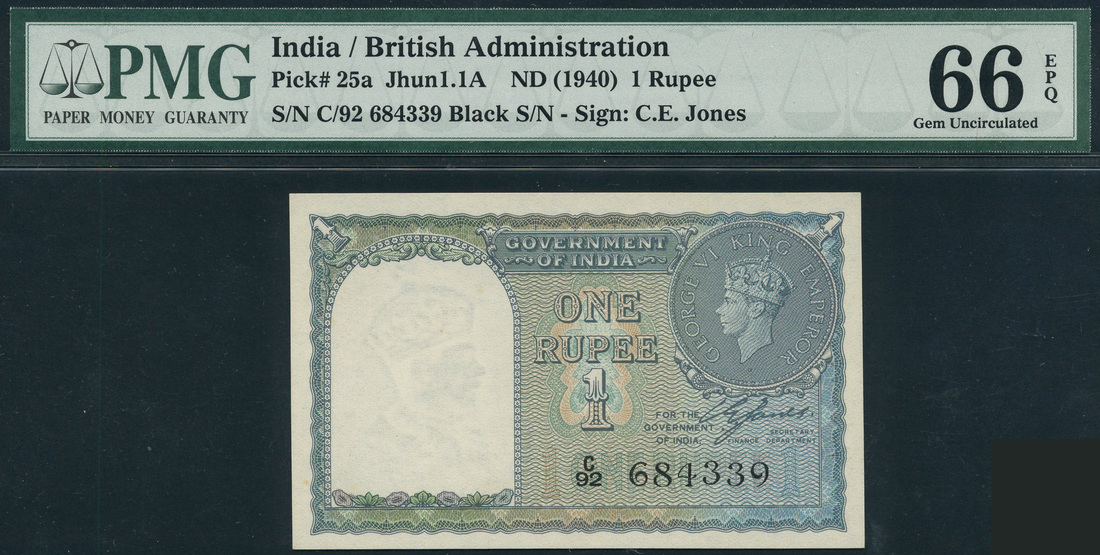 PMG
PAPER MONEY GUARANTY
India / British Administration
Pick# 25a Jhun1.1A ND (1940) 1 Rupee
S/N C/92 684339 Black S/N - Sign: C.E. Jones
66
EPQ
Gem Uncirculated
1
1
GOVERNMENT
OF INDIA
GEORGE VI KING EMPEROR
ONE
RUPEE
1
FOR THE
GOVERNMENT
OF INDIA,
SECRETARY,
FINANCE DEPARTMENT
C/92 684339